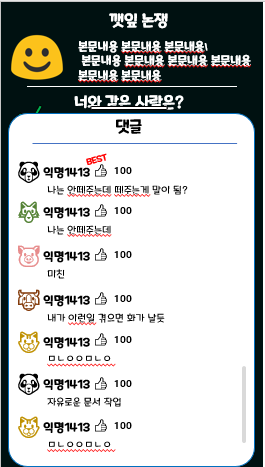 깻잎 논쟁
본문내용 본문내용 본문내용\
본문내용 본문내용 본문내용 본문내용
본문내용 본문내용
너와 같은 사람은?
댓글
BEST
익명1413 100
나는 안떼주는데 떼주는게 말이 됨?
익명1413 100
나는 안떼주는데
익명1413 100
미친
익명1413 100
내가 이런일 겪으면 화가 날듯
익명1413 100
ㅁㄴㅇㅇㅁㄴㅇ
익명1413 100
자유로운 문서 작업
익명1413 100
ㅁㄴㅇㅇㅁㄴㅇ